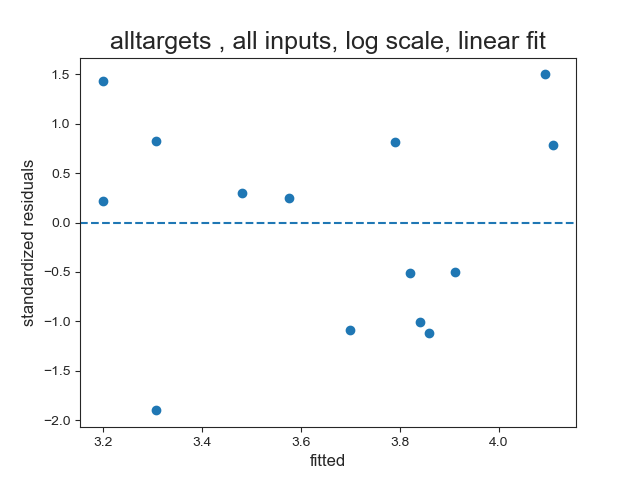 alltargets , all inputs, log scale, linear fit
1.5
1.0
0.5
0.0
−0.5
−1.0
−1.5
−2.0
standardized residuals
3.2 3.4 3.6 3.8 4.0
fitted